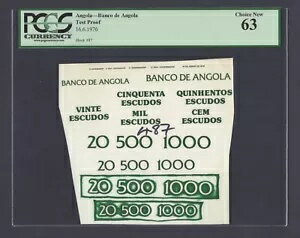 PCGS
CURRENCY
Angola—Banco de Angola
Test Proof
14.6.1976
Choice New
63
BANCO DE ANGOLA
BANCO DE ANGOLA
VINTE
ESCUDOS
CINQUENTA
ESCUDOS
MIL
ESCUDOS
QUINHENTOS
ESCUDOS
CEM
ESCUDOS
487
20 500 1000
20 500 1000
20 500 1000
20 500 1000